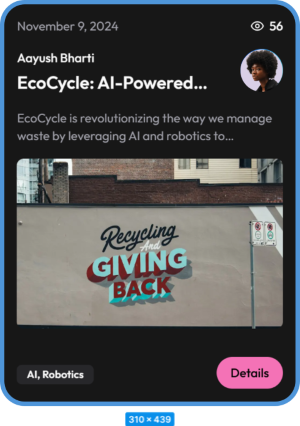 November 9, 2024
56
Aayush Bharti
EcoCycle: AI-Powered...
EcoCycle is revolutionizing the way we manage
waste by leveraging AI and robotics to...
Recycling
And
GIVING
BACK
AI, Robotics
Details
310 × 439